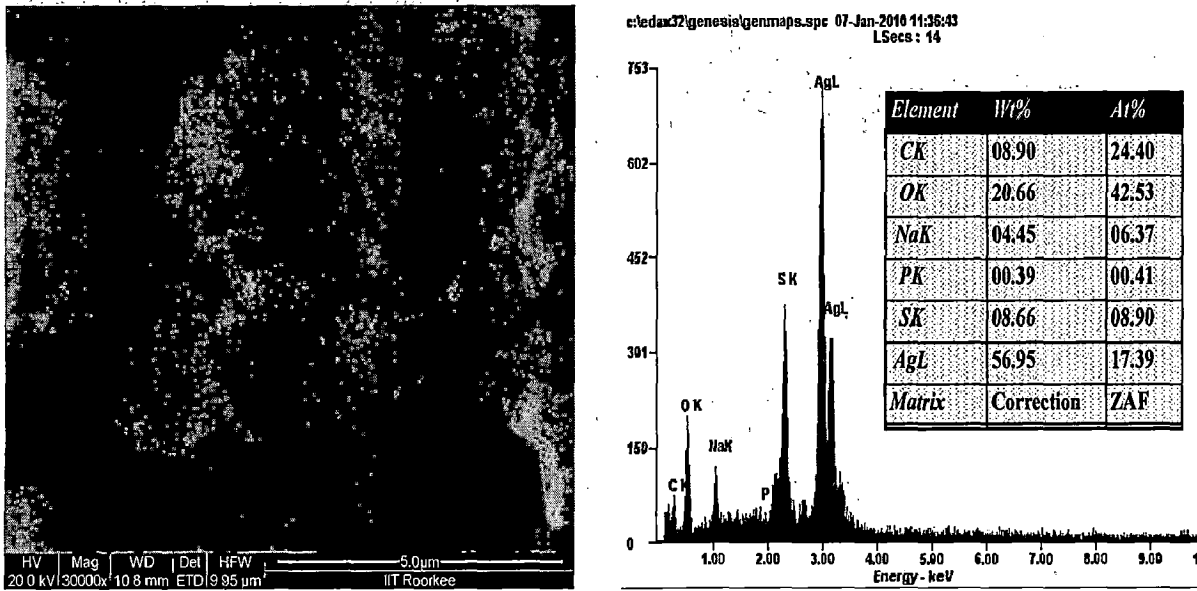 HV Mag WD Det HFW 5.0µm
20.0 kV 30000x 10.8 mm ETD 9.95 µm IIT Roorkee
c:\edax32\genesis\genmaps.spc 07-Jan-2010 11:36:43
LSecs : 14
753
602
452
301
150
0
AgL
S K
AgL
O K
NaK
C K
P
1.00 2.00 3.00 4.00 5.00 6.00 7.00 8.00 9.00
Energy - keV
Element Wt% At%
CK 08.90 24.40
OK 20.66 42.53
NaK 04.45 06.37
PK 00.39 00.41
SK 08.66 08.90
AgL 56.95 17.39
Matrix Correction ZAF